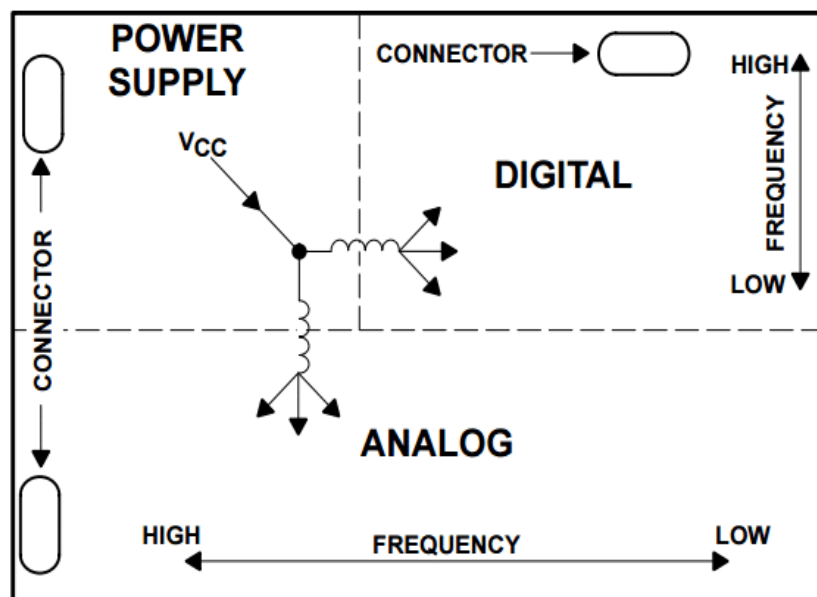 POWER
SUPPLY
CONNECTOR
HIGH
VCC
DIGITAL
FREQUENCY
LOW
CONNECTOR
ANALOG
HIGH
FREQUENCY
LOW